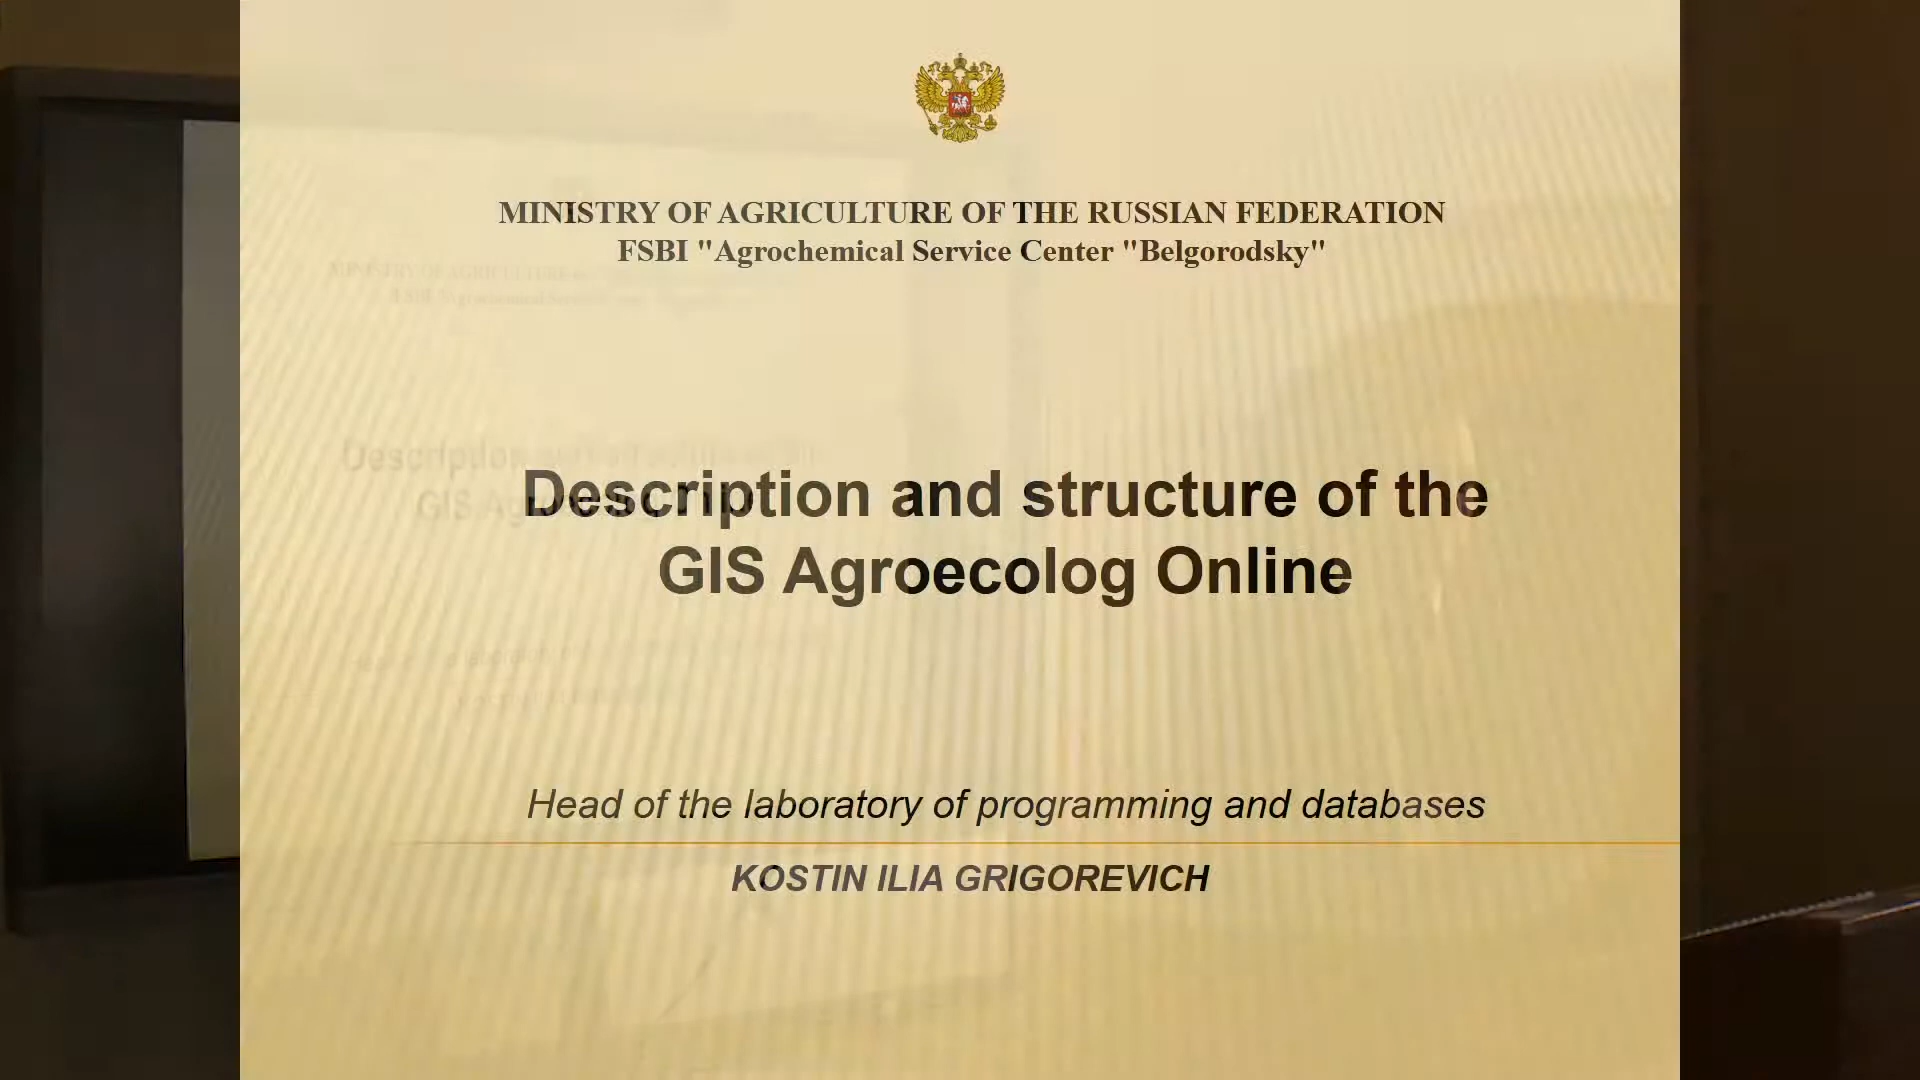 MINISTRY OF AGRICULTURE OF THE RUSSIAN FEDERATION
FSBI "Agrochemical Service Center "Belgorodsky"
Description and structure of the
GIS Agroecolog Online
Head of the laboratory of programming and databases
KOSTIN ILIA GRIGOREVICH